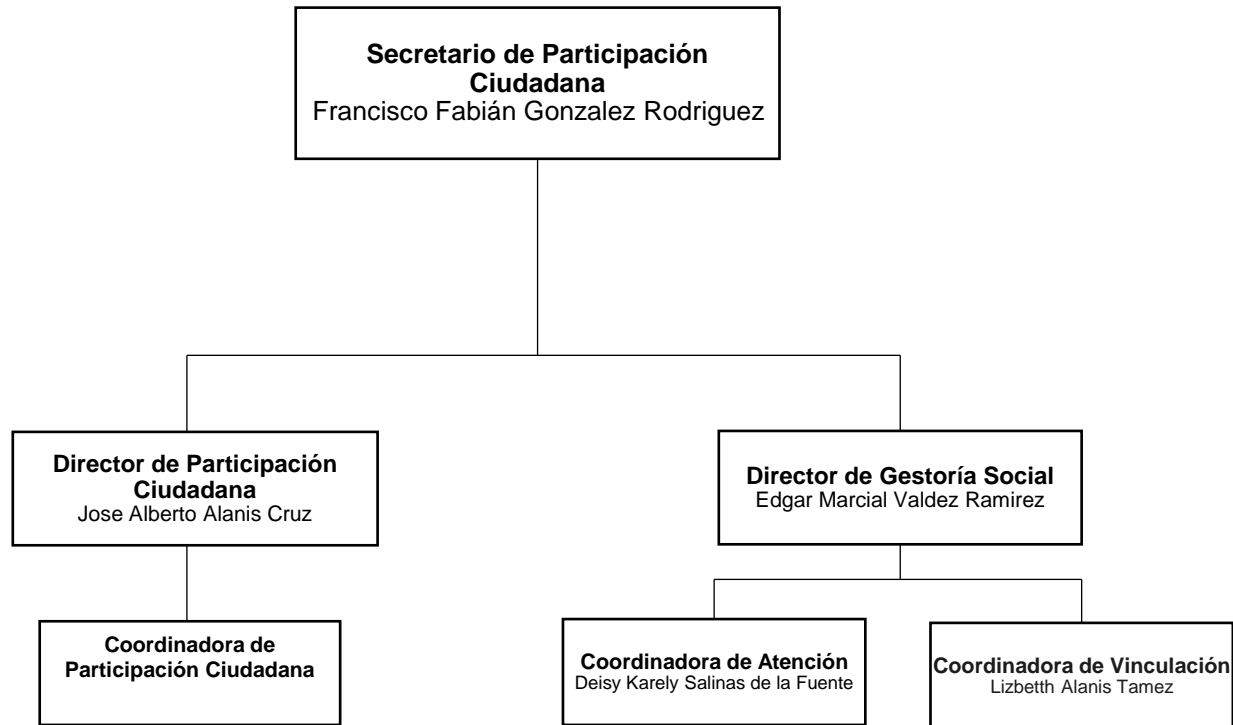 Secretario de Participación
Ciudadana
Francisco Fabián Gonzalez Rodriguez
Director de Participación
Ciudadana
Jose Alberto Alanis Cruz
Director de Gestoría Social
Edgar Marcial Valdez Ramirez
Coordinadora de
Participación Ciudadana
Coordinadora de Atención
Deisy Karely Salinas de la Fuente
Coordinadora de Vinculación
Lizbetth Alanis Tamez